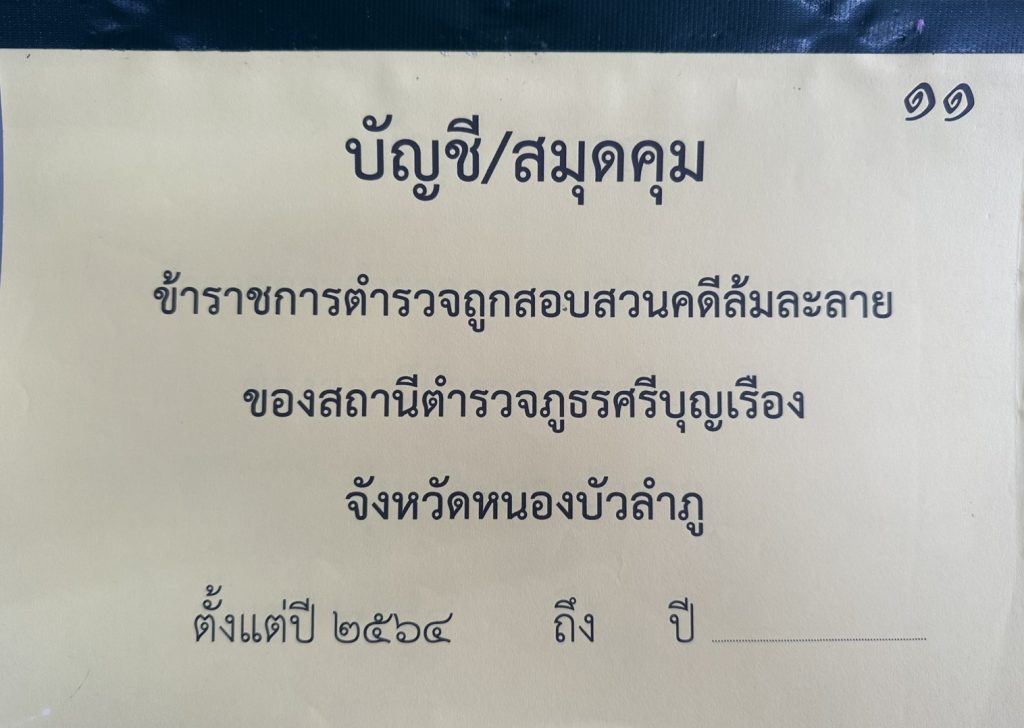 ๑๑
บัญชี/สมุดคุม
ข้าราชการตำรวจถูกสอบสวนคดีล้มละลาย
ของสถานีตำรวจภูธรศรีบุญเรือง
จังหวัดหนองบัวลำภู
ตั้งแต่ปี ๒๕๖๔ ถึง ปี ........................................